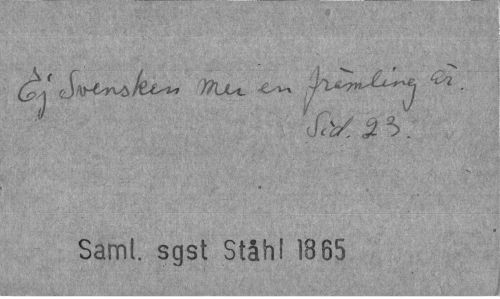 Ej Svensken mer en främling är.
Sid. 23.
Saml. sgst Ståhl 1865